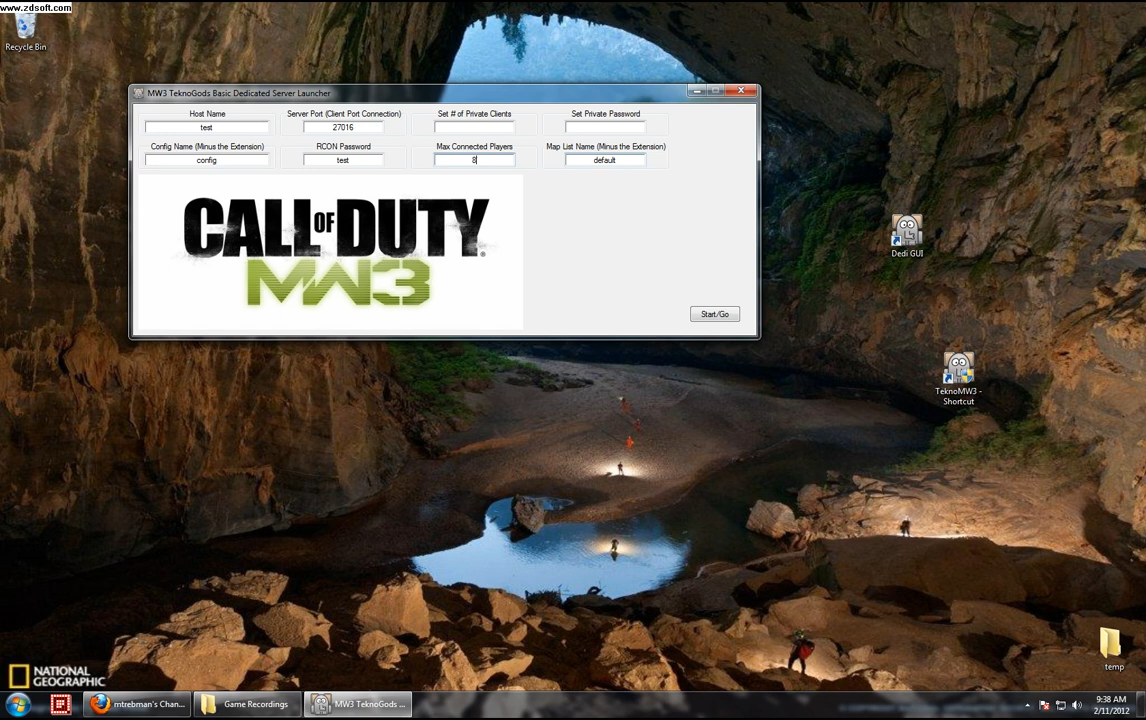 www.zdsoft.com
Recycle Bin
MW3 TeknoGods Basic Dedicated Server Launcher
Host Name
Server Port (Client Port Connection)
Set # of Private Clients
Set Private Password
test
27016
Config Name (Minus the Extension)
RCON Password
Max Connected Players
Map List Name (Minus the Extension)
config
test
8
default
CALL OF DUTY®
MW3
Start/Go
Dedi GUI
TeknoMW3 -
Shortcut
temp
NATIONAL
GEOGRAPHIC
mtrebman's Chan...
Game Recordings
MW3 TeknoGods ...
9:38 AM
2/11/2012